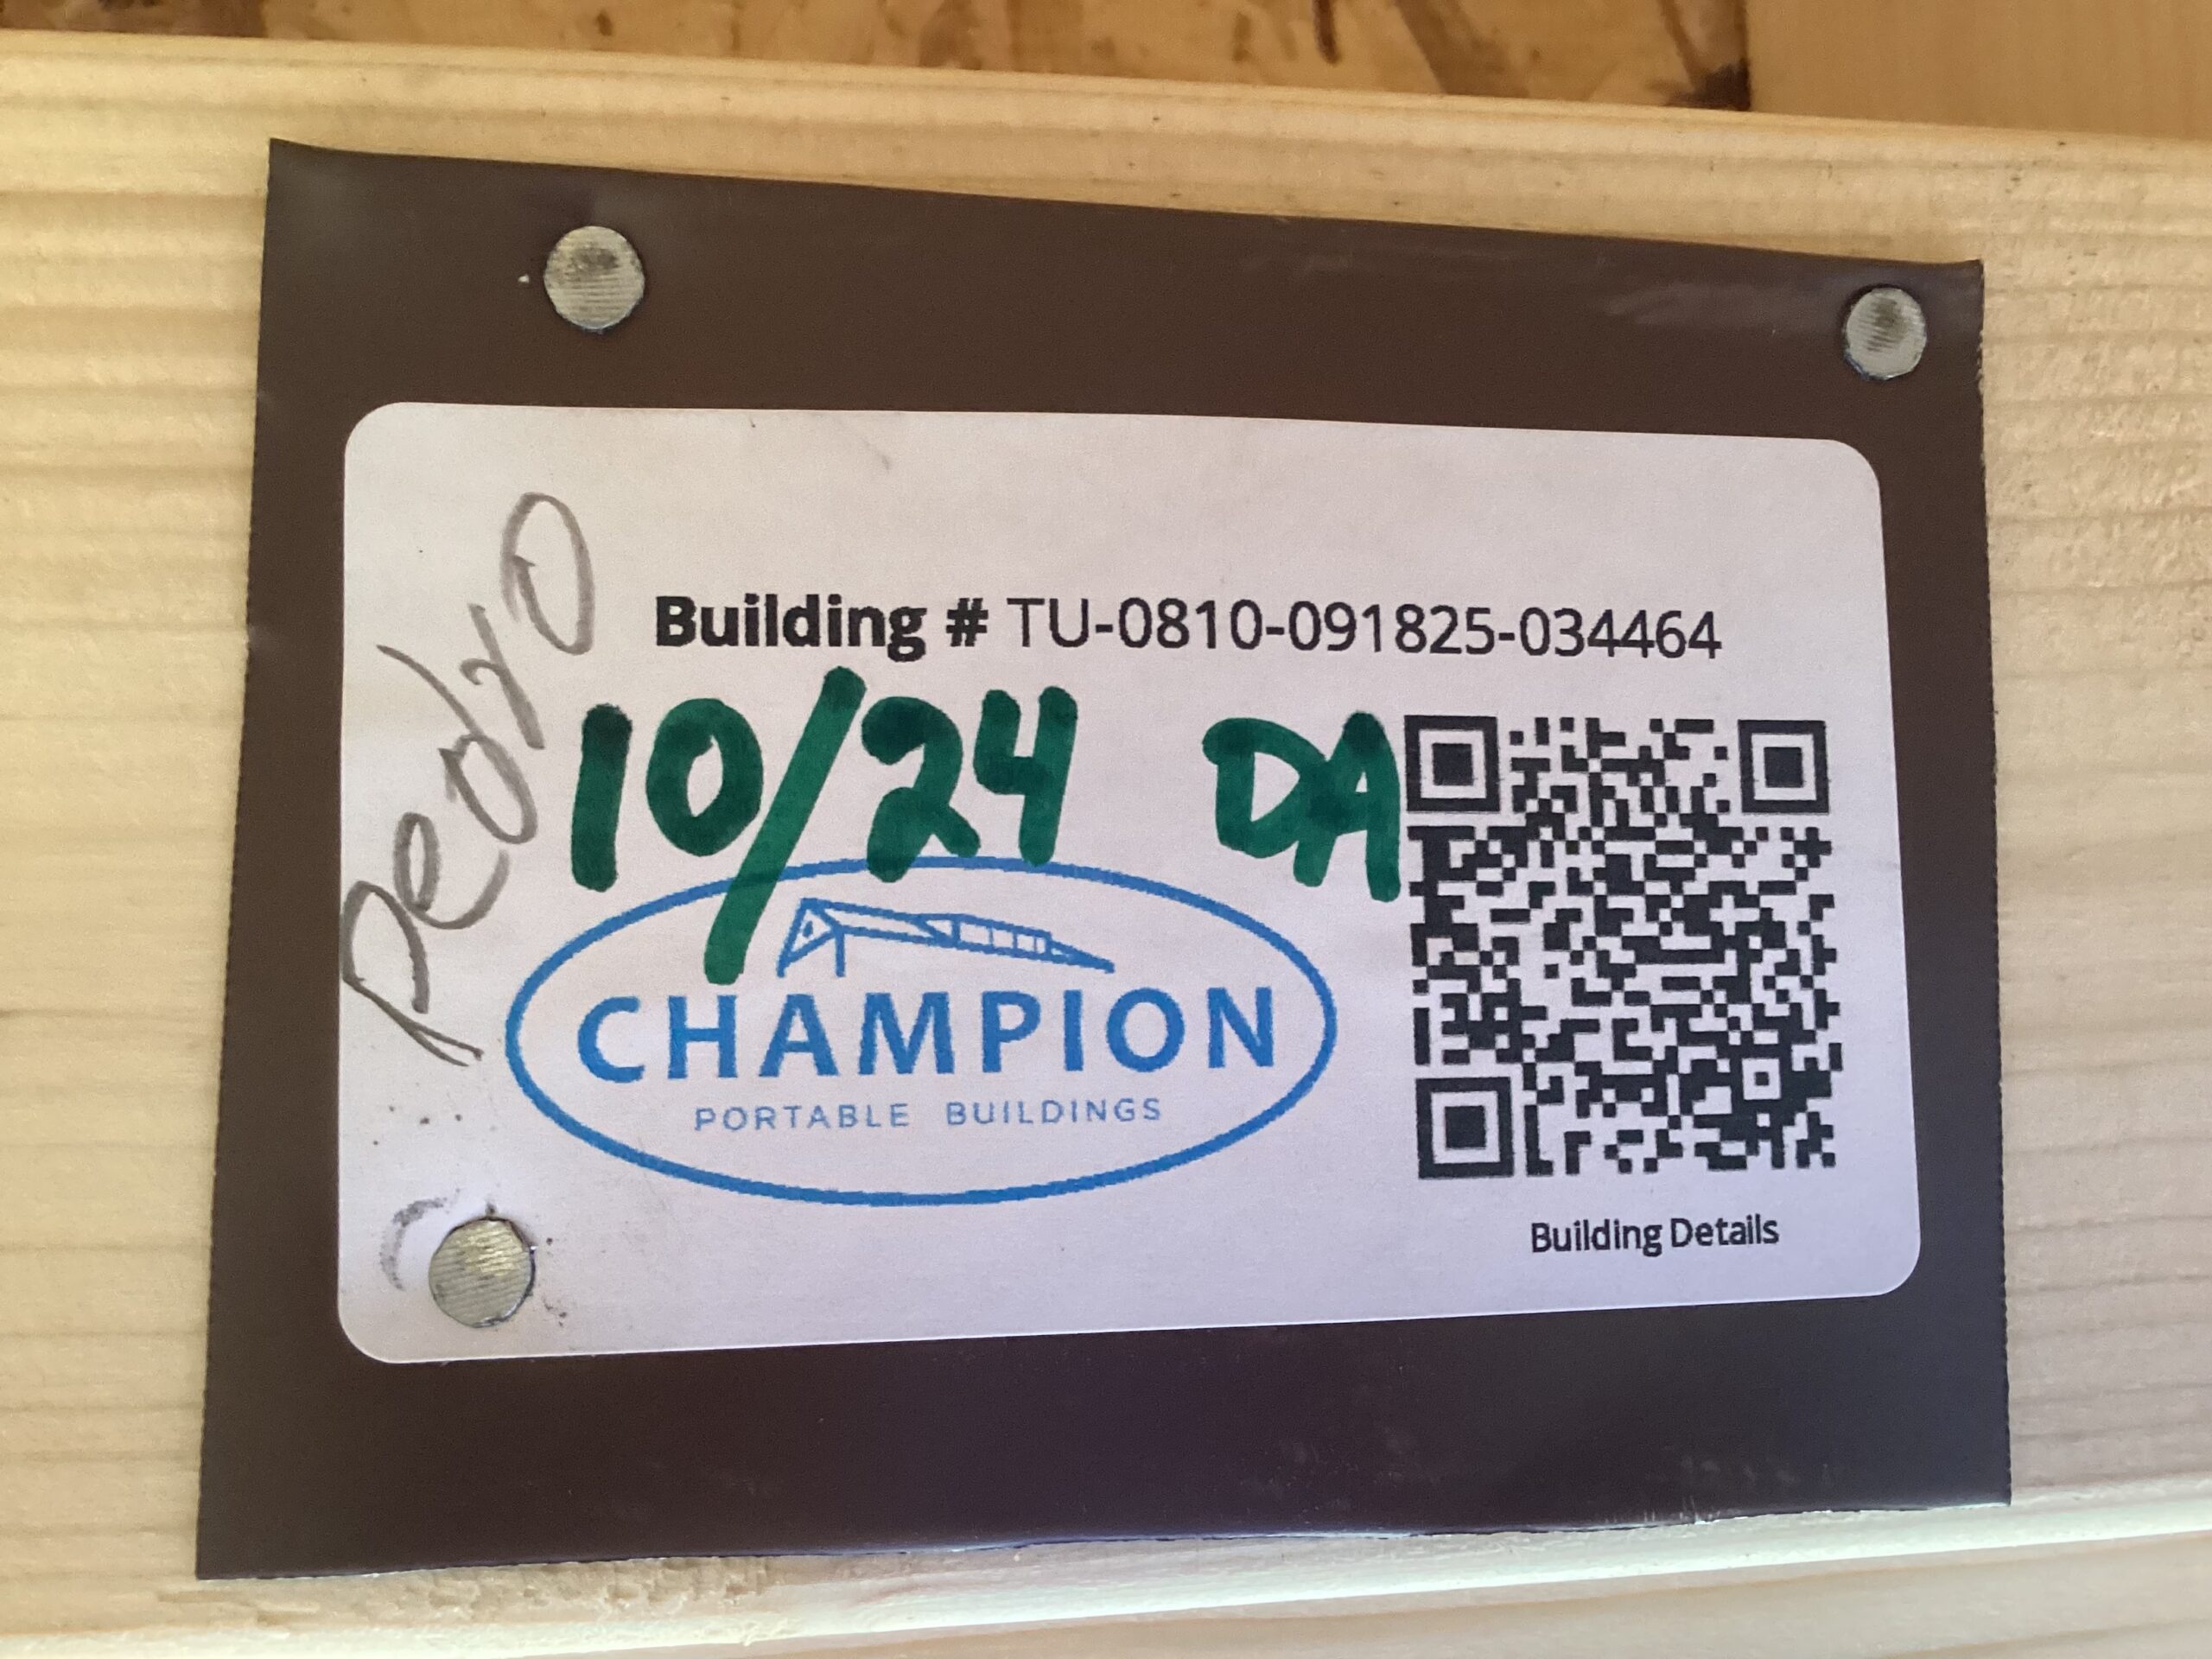 Pedro
Building # TU-0810-091825-034464
10/24 DA
CHAMPION
PORTABLE BUILDINGS
Building Details